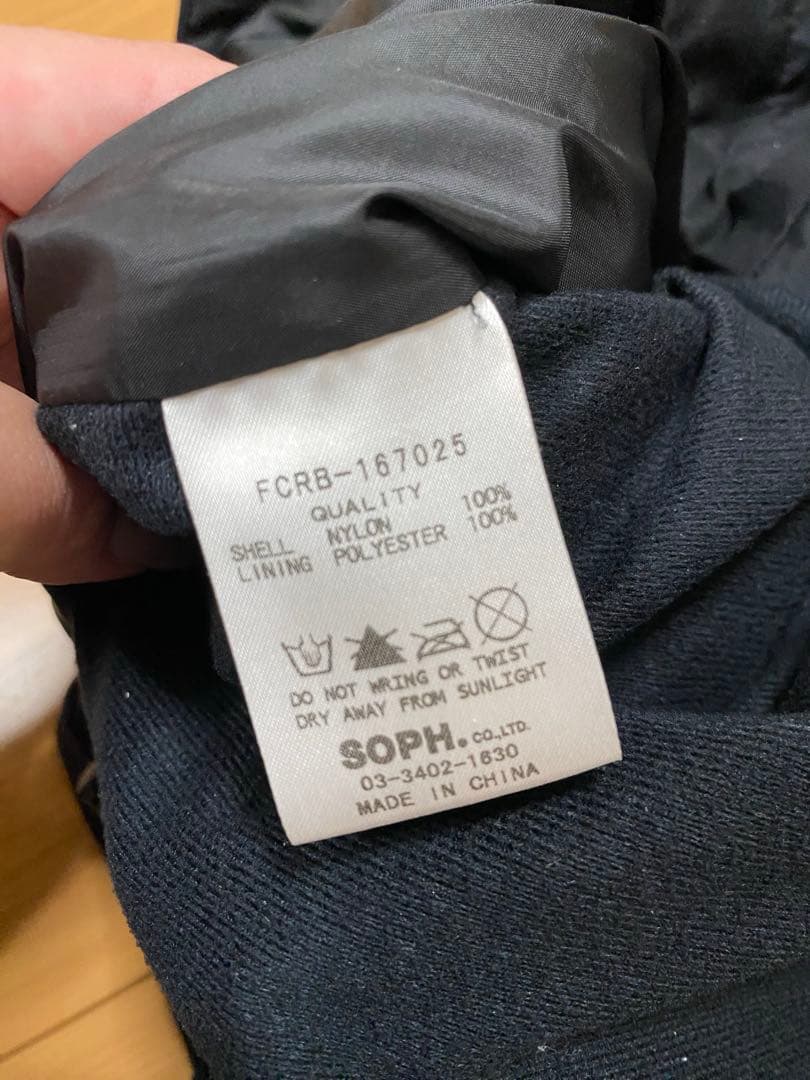 FCRB-167025
QUALITY
SHELL NYLON 100%
LINING POLYESTER 100%
DO NOT WRING OR TWIST
DRY AWAY FROM SUNLIGHT
SOPH. CO.,LTD.
03-3402-1630
MADE IN CHINA